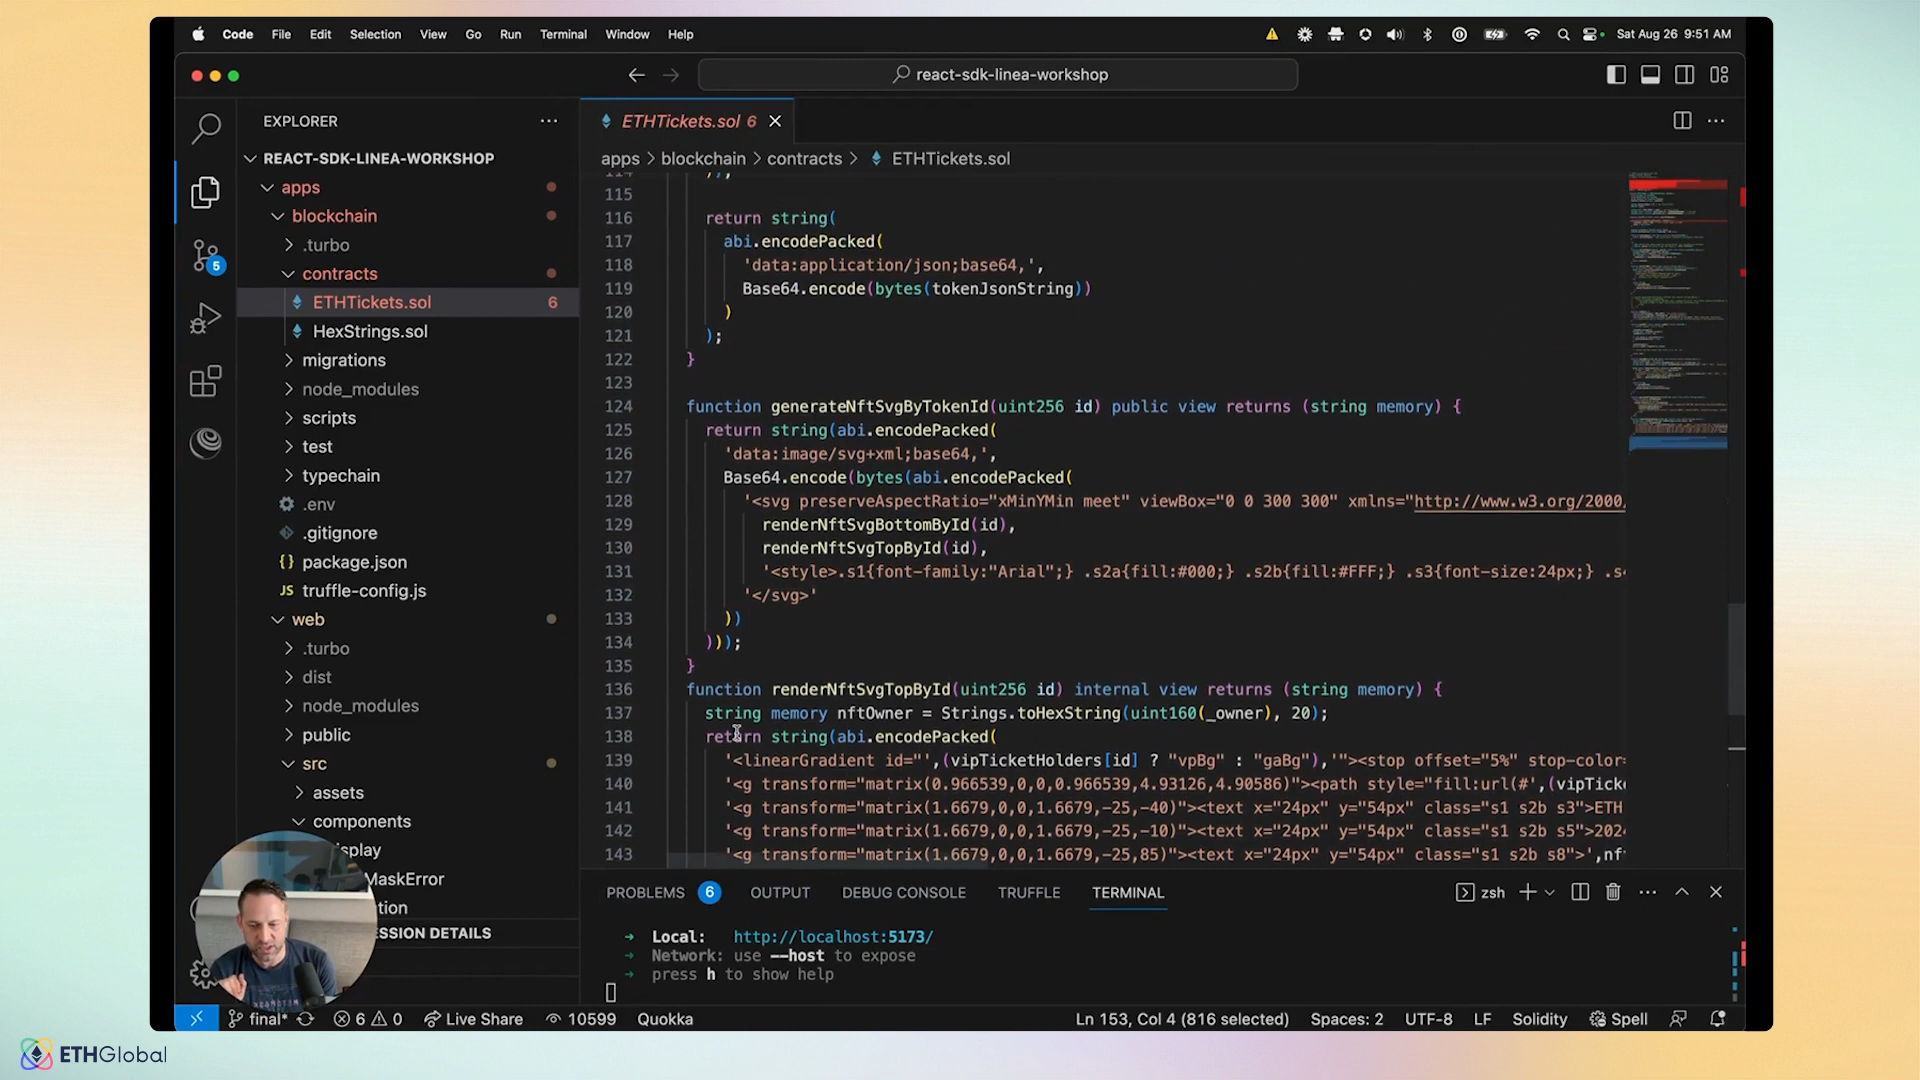 Code File Edit Selection View Go Run Terminal Window Help
Sat Aug 26 9:51 AM
react-sdk-linea-workshop
EXPLORER
ETHTickets.sol 6
REACT-SDK-LINEA-WORKSHOP
apps > blockchain > contracts > ETHTickets.sol
apps
blockchain
.turbo
contracts
ETHTickets.sol 6
HexStrings.sol
migrations
node_modules
scripts
test
typechain
.env
.gitignore
package.json
truffle-config.js
web
.turbo
dist
node_modules
public
src
assets
components
isplay
MaskError
tion
SSION DETAILS
5
114 ));
115
116 return string(
117 abi.encodePacked(
118 'data:application/json;base64,',
119 Base64.encode(bytes(tokenJsonString))
120 )
121 );
122 }
123
124 function generateNftSvgByTokenId(uint256 id) public view returns (string memory) {
125 return string(abi.encodePacked(
126 'data:image/svg+xml;base64,',
127 Base64.encode(bytes(abi.encodePacked(
128 '<svg preserveAspectRatio="xMinYMin meet" viewBox="0 0 300 300" xmlns="http://www.w3.org/2000/
129 renderNftSvgBottomById(id),
130 renderNftSvgTopById(id),
131 '<style>.s1{font-family:"Arial";} .s2a{fill:#000;} .s2b{fill:#FFF;} .s3{font-size:24px;} .s4
132 '</svg>'
133 ))
134 )));
135 }
136 function renderNftSvgTopById(uint256 id) internal view returns (string memory) {
137 string memory nftOwner = Strings.toHexString(uint160(_owner), 20);
138 return string(abi.encodePacked(
139 '<linearGradient id="',(vipTicketHolders[id] ? "vpBg" : "gaBg"),'"><stop offset="5%" stop-color=
140 '<g transform="matrix(0.966539,0,0,0.966539,4.93126,4.90586)"><path style="fill:url(#',(vipTicke
141 '<g transform="matrix(1.6679,0,0,1.6679,-25,-40)"><text x="24px" y="54px" class="s1 s2b s3">ETH
142 '<g transform="matrix(1.6679,0,0,1.6679,-25,-10)"><text x="24px" y="54px" class="s1 s2b s5">2024
143 '<g transform="matrix(1.6679,0,0,1.6679,-25,85)"><text x="24px" y="54px" class="s1 s2b s8">',nft
PROBLEMS 6 OUTPUT DEBUG CONSOLE TRUFFLE TERMINAL zsh
➜ Local: http://localhost:5173/
➜ Network: use --host to expose
➜ press h to show help
final* 6 0 Live Share 10599 Quokka
Ln 153, Col 4 (816 selected) Spaces: 2 UTF-8 LF Solidity Spell
ETHGlobal